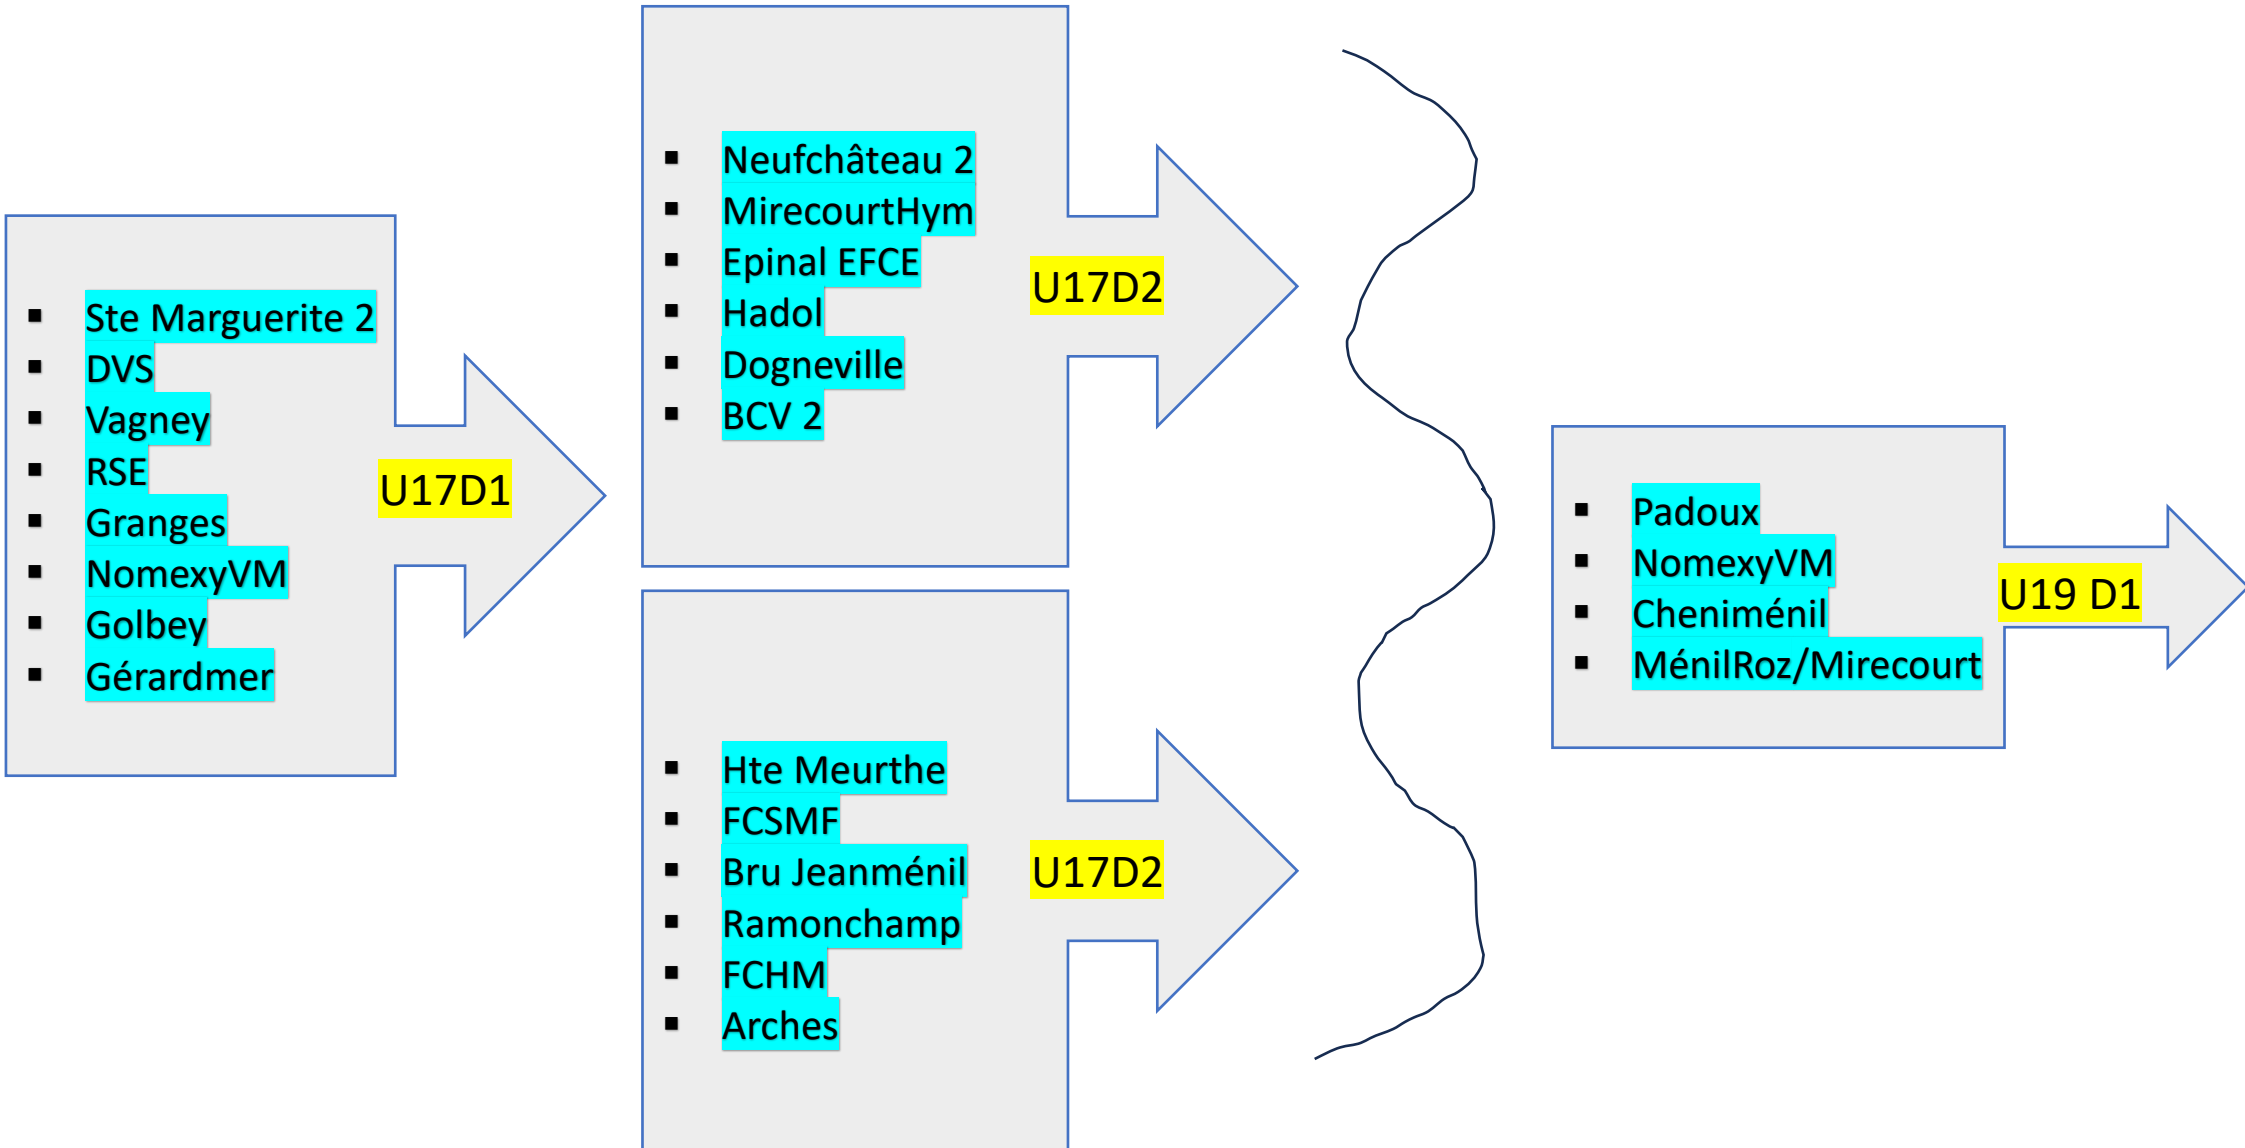 Ste Marguerite 2
DVS
Vagney
RSE
Granges
NomexyVM
Golbey
Gérardmer
U17D1
Neufchâteau 2
MirecourtHym
Epinal EFCE
Hadol
Dogneville
BCV 2
U17D2
Hte Meurthe
FCSMF
Bru Jeanménil
Ramonchamp
FCHM
Arches
U17D2
Padoux
NomexyVM
Cheniménil
MénilRoz/Mirecourt
U19 D1